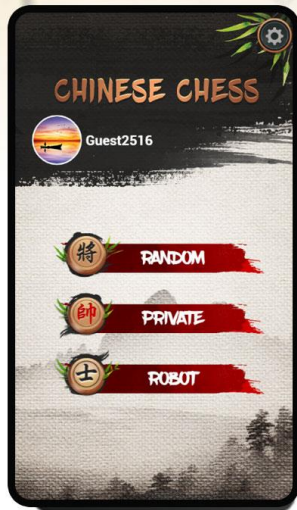 CHINESE CHESS
Guest2516
將 RANDOM
帥 PRIVATE
士 ROBOT